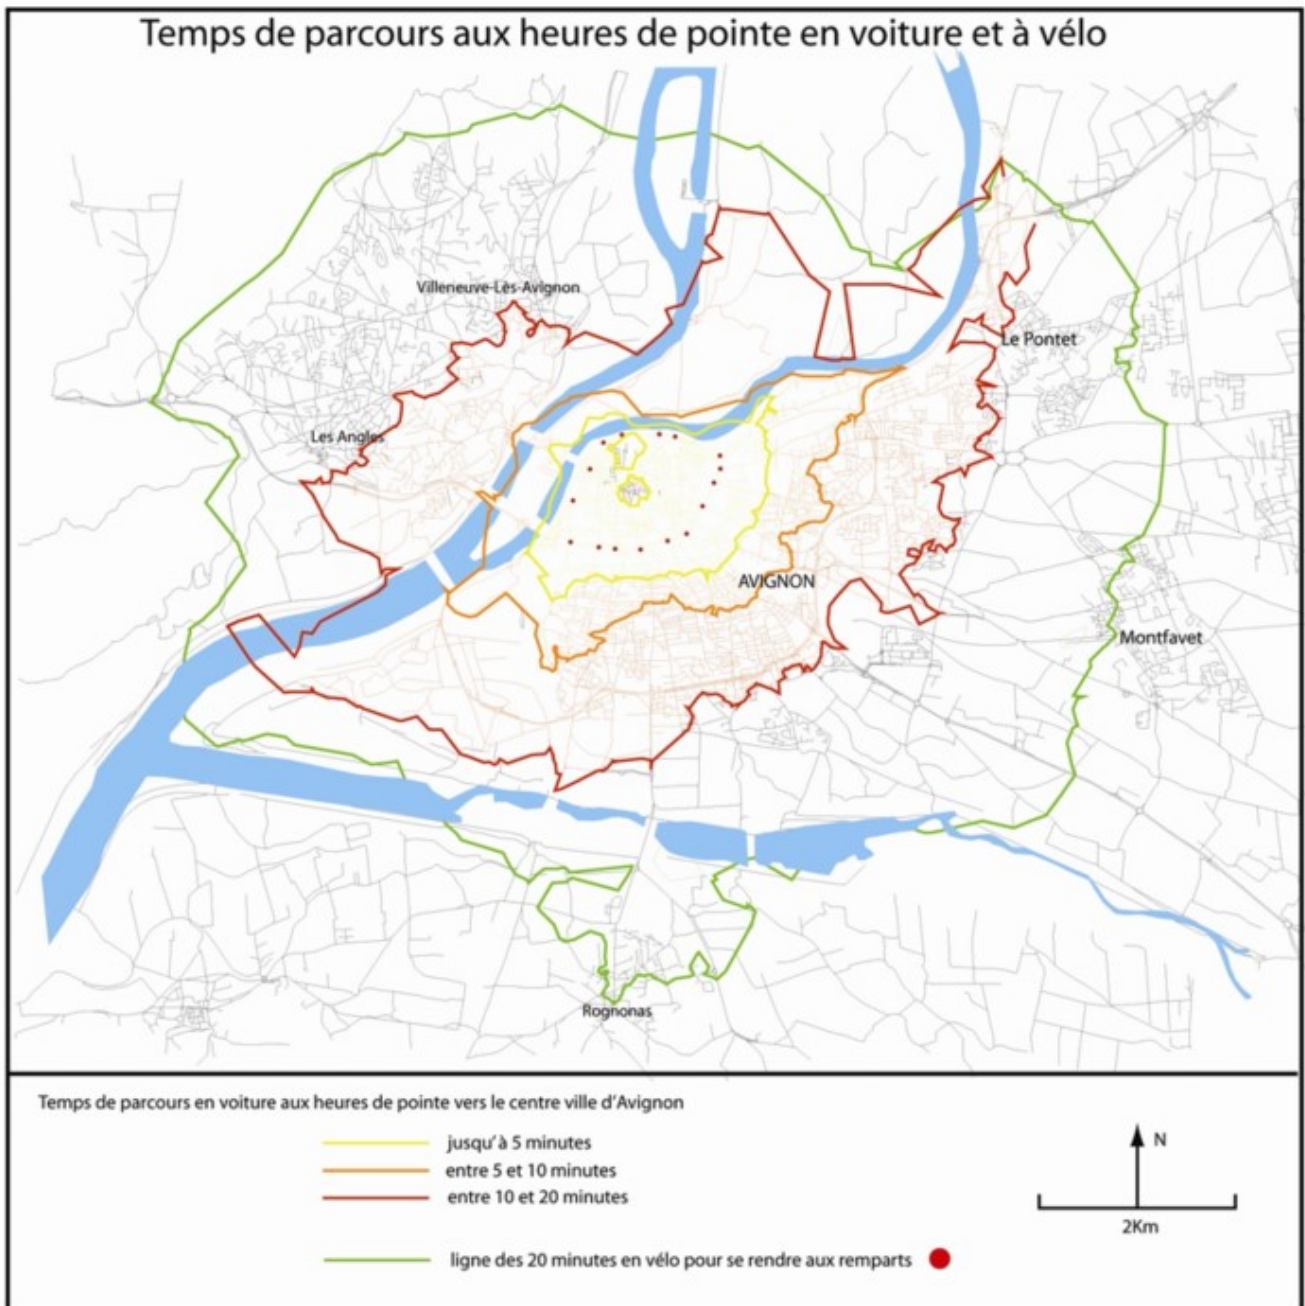 Temps de parcours aux heures de pointe en voiture et à vélo
Villeneuve-Lès-Avignon
Le Pontet
Les Angles
AVIGNON
Montfavet
Rognonas
Temps de parcours en voiture aux heures de pointe vers le centre ville d'Avignon
jusqu'à 5 minutes
entre 5 et 10 minutes
entre 10 et 20 minutes
N
2Km
ligne des 20 minutes en vélo pour se rendre aux remparts